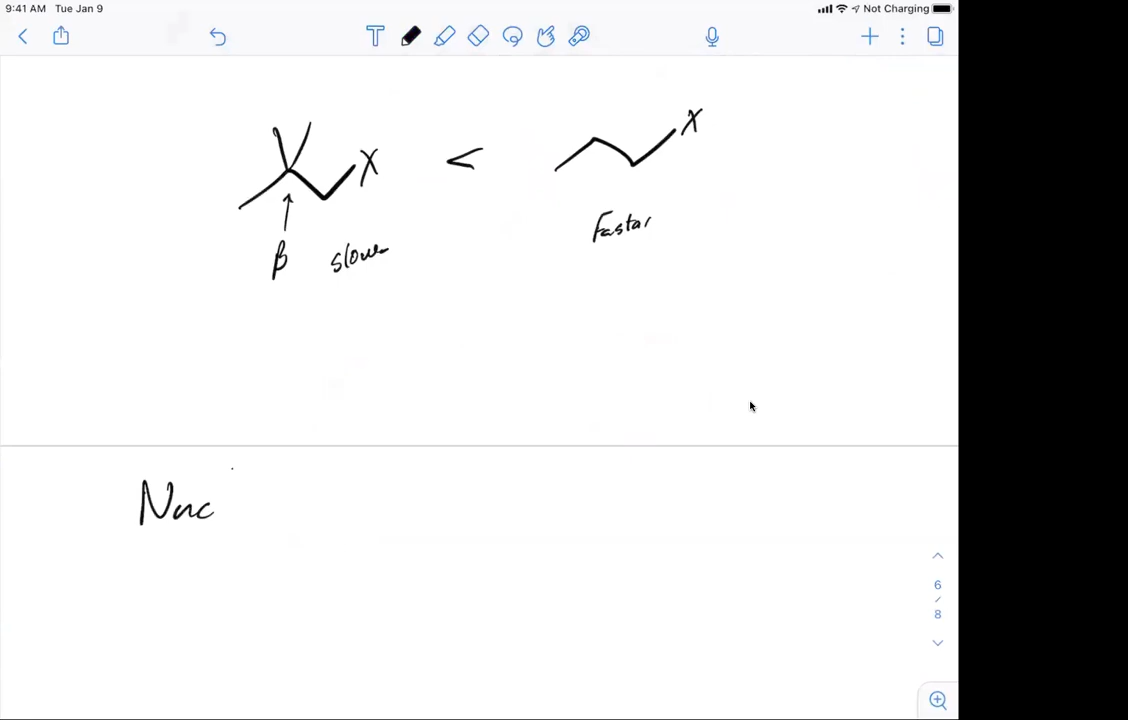 9:41 AM Tue Jan 9
Not Charging
T
X < X
Faster
β slower
Nuc
6
/
8